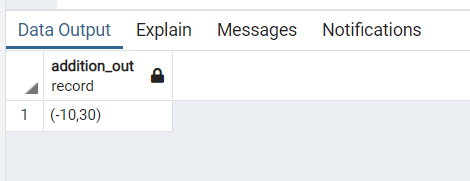 Data Output Explain Messages Notifications
addition_out
record
1 (-10,30)